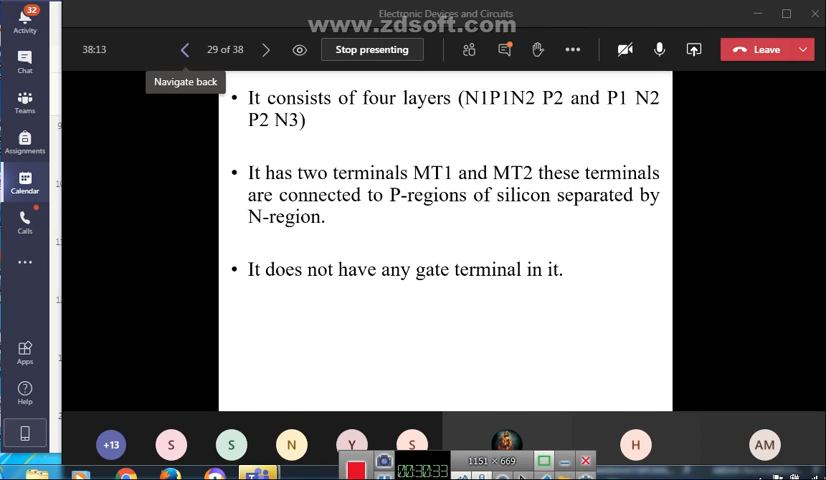 Electronic Devices and Circuits
www.zdsoft.com
32
Activity
Chat
Teams
Assignments
Calendar
Calls
Apps
Help
38:13
29 of 38
Stop presenting
Leave
Navigate back
• It consists of four layers (N1P1N2 P2 and P1 N2
P2 N3)
• It has two terminals MT1 and MT2 these terminals
are connected to P-regions of silicon separated by
N-region.
• It does not have any gate terminal in it.
+13
S
S
N
Y
S
H
AM
00:30:33
1151 × 669